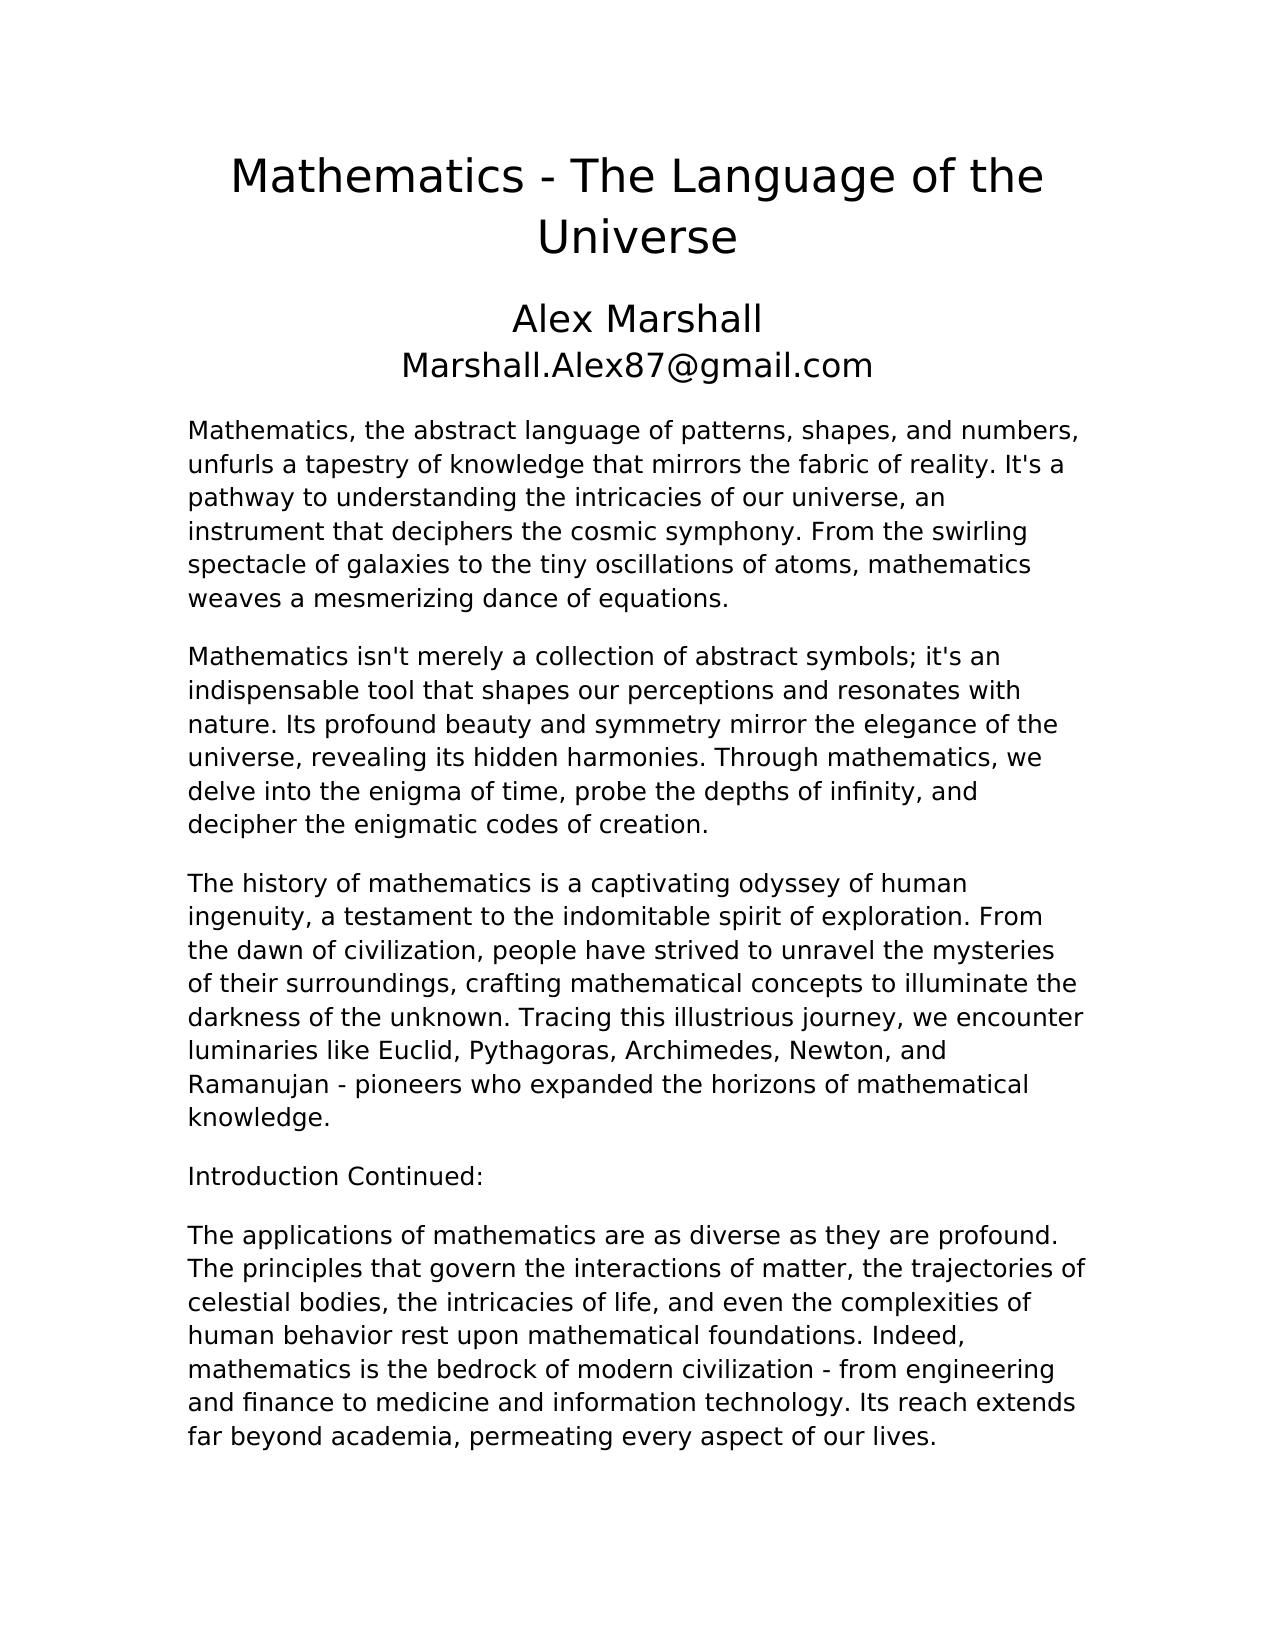 Mathematics - The Language of the
Universe
Alex Marshall
Marshall.Alex87@gmail.com
Mathematics, the abstract language of patterns, shapes, and numbers,
unfurls a tapestry of knowledge that mirrors the fabric of reality. It's a
pathway to understanding the intricacies of our universe, an
instrument that deciphers the cosmic symphony. From the swirling
spectacle of galaxies to the tiny oscillations of atoms, mathematics
weaves a mesmerizing dance of equations.
Mathematics isn't merely a collection of abstract symbols; it's an
indispensable tool that shapes our perceptions and resonates with
nature. Its profound beauty and symmetry mirror the elegance of the
universe, revealing its hidden harmonies. Through mathematics, we
delve into the enigma of time, probe the depths of infinity, and
decipher the enigmatic codes of creation.
The history of mathematics is a captivating odyssey of human
ingenuity, a testament to the indomitable spirit of exploration. From
the dawn of civilization, people have strived to unravel the mysteries
of their surroundings, crafting mathematical concepts to illuminate the
darkness of the unknown. Tracing this illustrious journey, we encounter
luminaries like Euclid, Pythagoras, Archimedes, Newton, and
Ramanujan - pioneers who expanded the horizons of mathematical
knowledge.
Introduction Continued:
The applications of mathematics are as diverse as they are profound.
The principles that govern the interactions of matter, the trajectories of
celestial bodies, the intricacies of life, and even the complexities of
human behavior rest upon mathematical foundations. Indeed,
mathematics is the bedrock of modern civilization - from engineering
and finance to medicine and information technology. Its reach extends
far beyond academia, permeating every aspect of our lives.